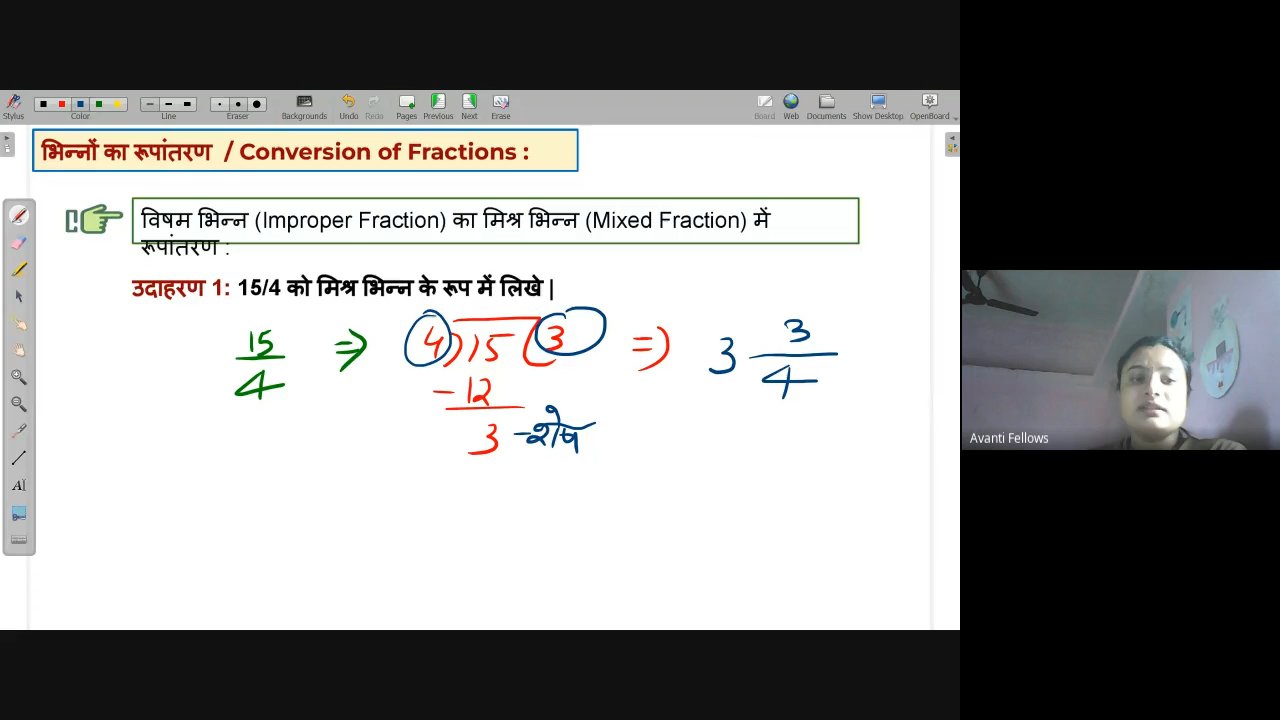 Stylus Color Line Eraser Backgrounds Undo Redo Pages Previous Next Erase Board Web Documents Show Desktop OpenBoard
भिन्नों का रूपांतरण / Conversion of Fractions :
विषम भिन्न (Improper Fraction) का मिश्र भिन्न (Mixed Fraction) में
रूपांतरण :
उदाहरण 1: 15/4 को मिश्र भिन्न के रूप में लिखे |
15/4 ⇒ 4)15(3 ⇒ 3 3/4
-12
3 -शेष
Avanti Fellows